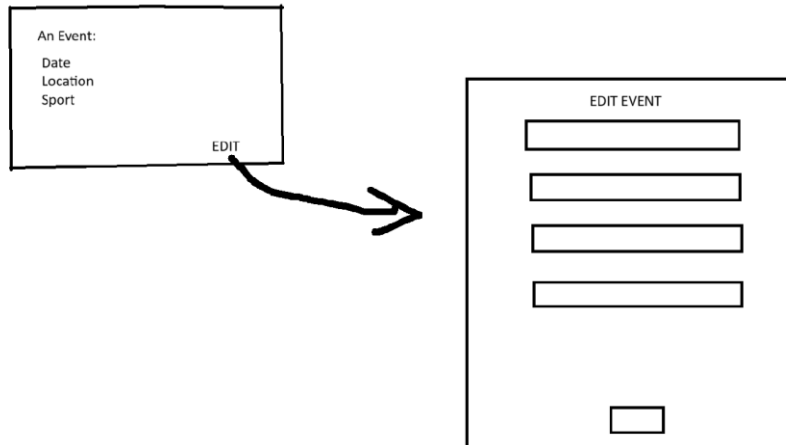 An Event:
Date
Location
Sport
EDIT
EDIT EVENT